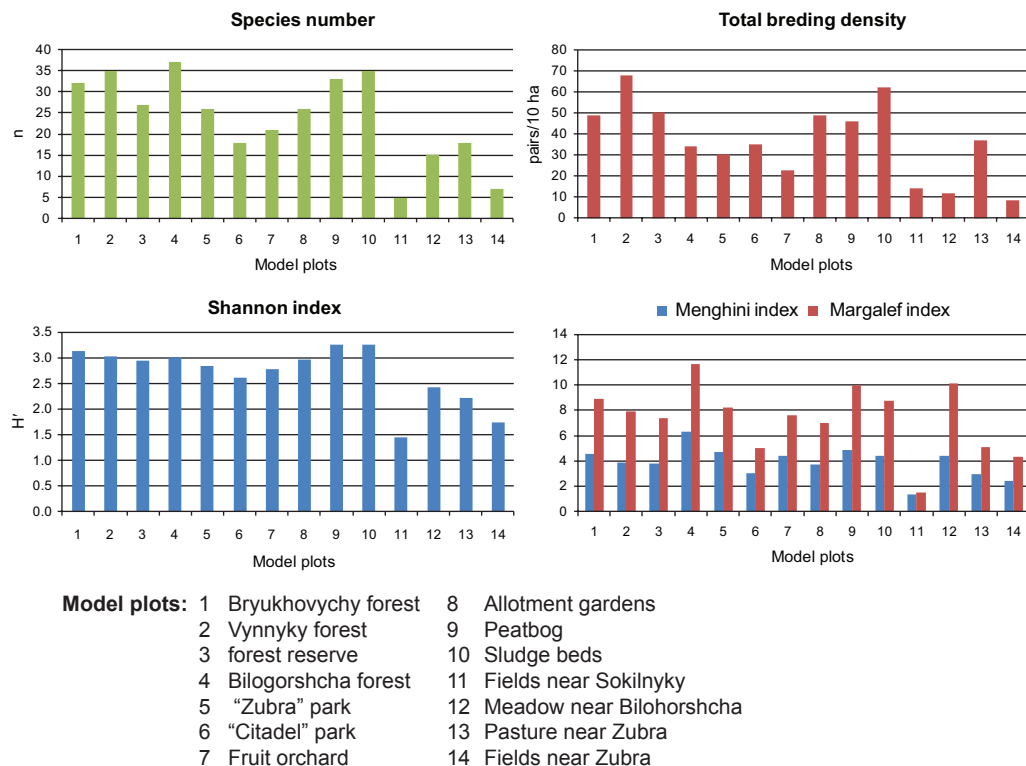 Species number
40
35
30
25
20
15
10
5
0
n
1 2 3 4 5 6 7 8 9 10 11 12 13 14
Model plots
Total breding density
80
70
60
50
40
30
20
10
0
pairs/10 ha
1 2 3 4 5 6 7 8 9 10 11 12 13 14
Model plots
Shannon index
3.5
3.0
2.5
2.0
1.5
1.0
0.5
0.0
H′
1 2 3 4 5 6 7 8 9 10 11 12 13 14
Model plots
Menghini index Margalef index
14
12
10
8
6
4
2
0
1 2 3 4 5 6 7 8 9 10 11 12 13 14
Model plots
Model plots: 1 Bryukhovychy forest 8 Allotment gardens
2 Vynnyky forest 9 Peatbog
3 forest reserve 10 Sludge beds
4 Bilogorshcha forest 11 Fields near Sokilnyky
5 “Zubra” park 12 Meadow near Bilohorshcha
6 “Citadel” park 13 Pasture near Zubra
7 Fruit orchard 14 Fields near Zubra